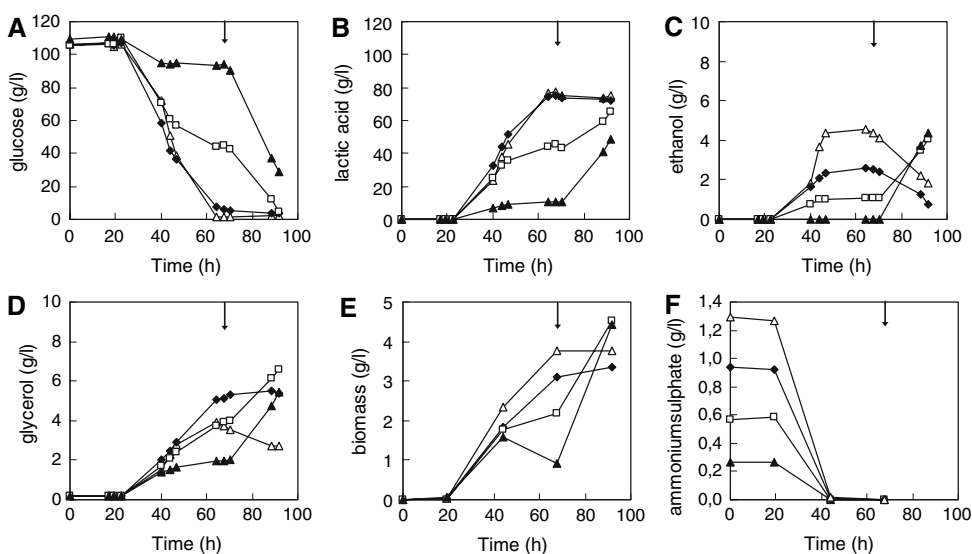 A
glucose (g/l)
120
100
80
60
40
20
0
0 20 40 60 80 100
Time (h)
B
lactic acid (g/l)
120
100
80
60
40
20
0
0 20 40 60 80 100
Time (h)
C
ethanol (g/l)
10
8
6
4
2
0
0 20 40 60 80 100
Time (h)
D
glycerol (g/l)
10
8
6
4
2
0
0 20 40 60 80 100
Time (h)
E
biomass (g/l)
5
4
3
2
1
0
0 20 40 60 80 100
Time (h)
F
ammoniumsulphate (g/l)
1,4
1,2
1,0
0,8
0,6
0,4
0,2
0,0
0 20 40 60 80 100
Time (h)